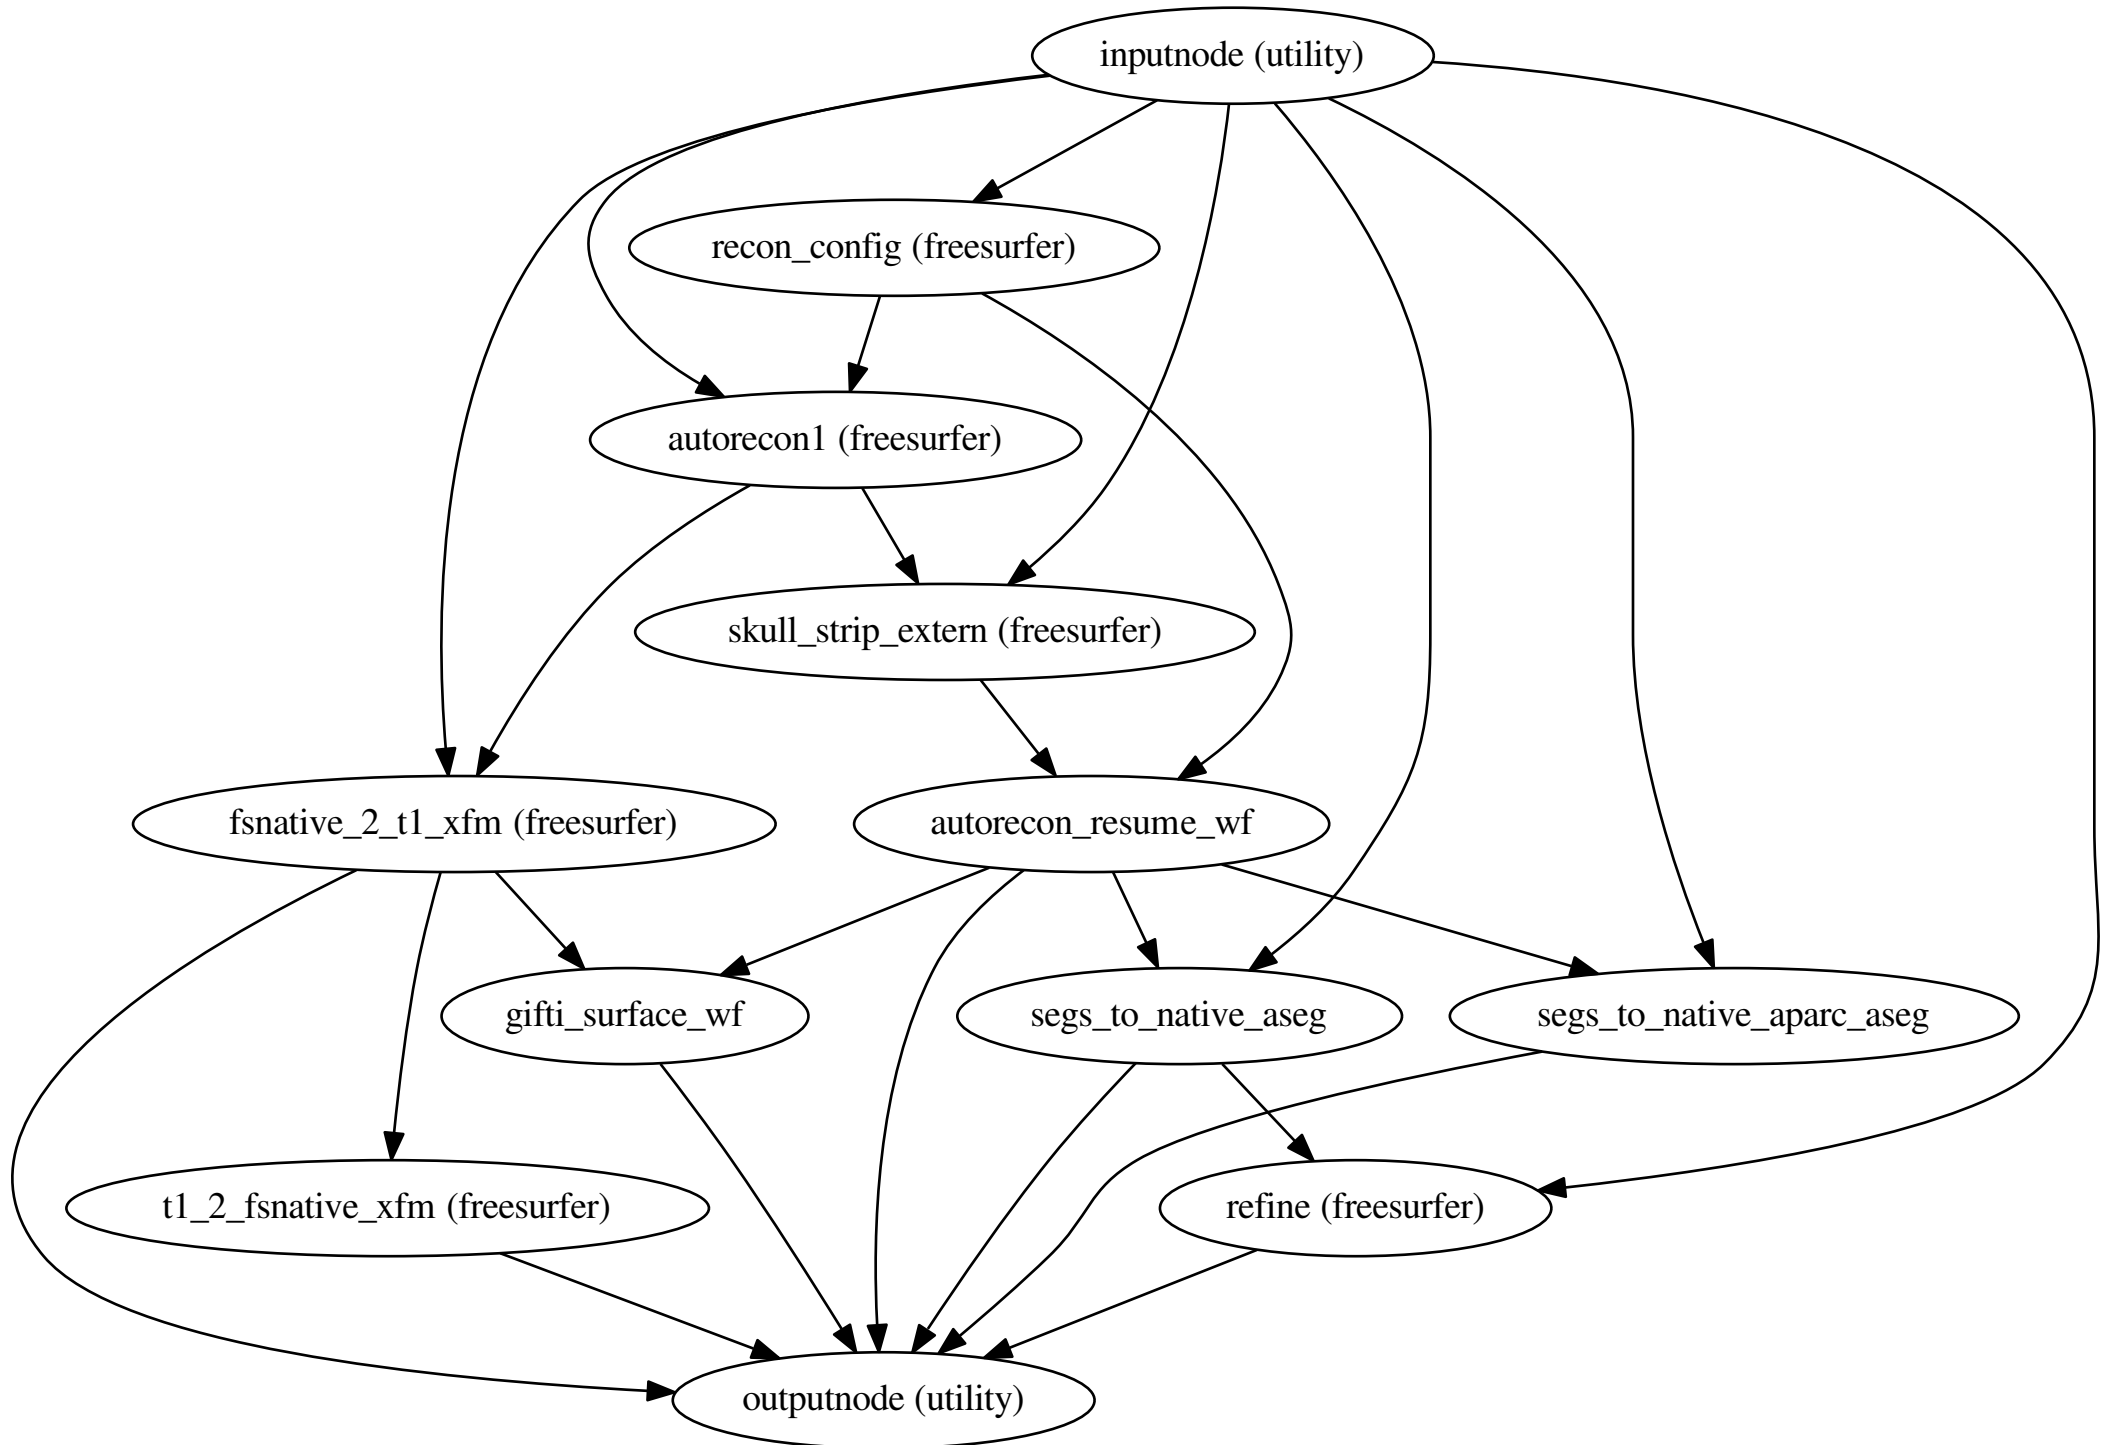 inputnode (utility)
recon_config (freesurfer)
autorecon1 (freesurfer)
skull_strip_extern (freesurfer)
fsnative_2_t1_xfm (freesurfer)
autorecon_resume_wf
gifti_surface_wf
segs_to_native_aseg
segs_to_native_aparc_aseg
t1_2_fsnative_xfm (freesurfer)
refine (freesurfer)
outputnode (utility)